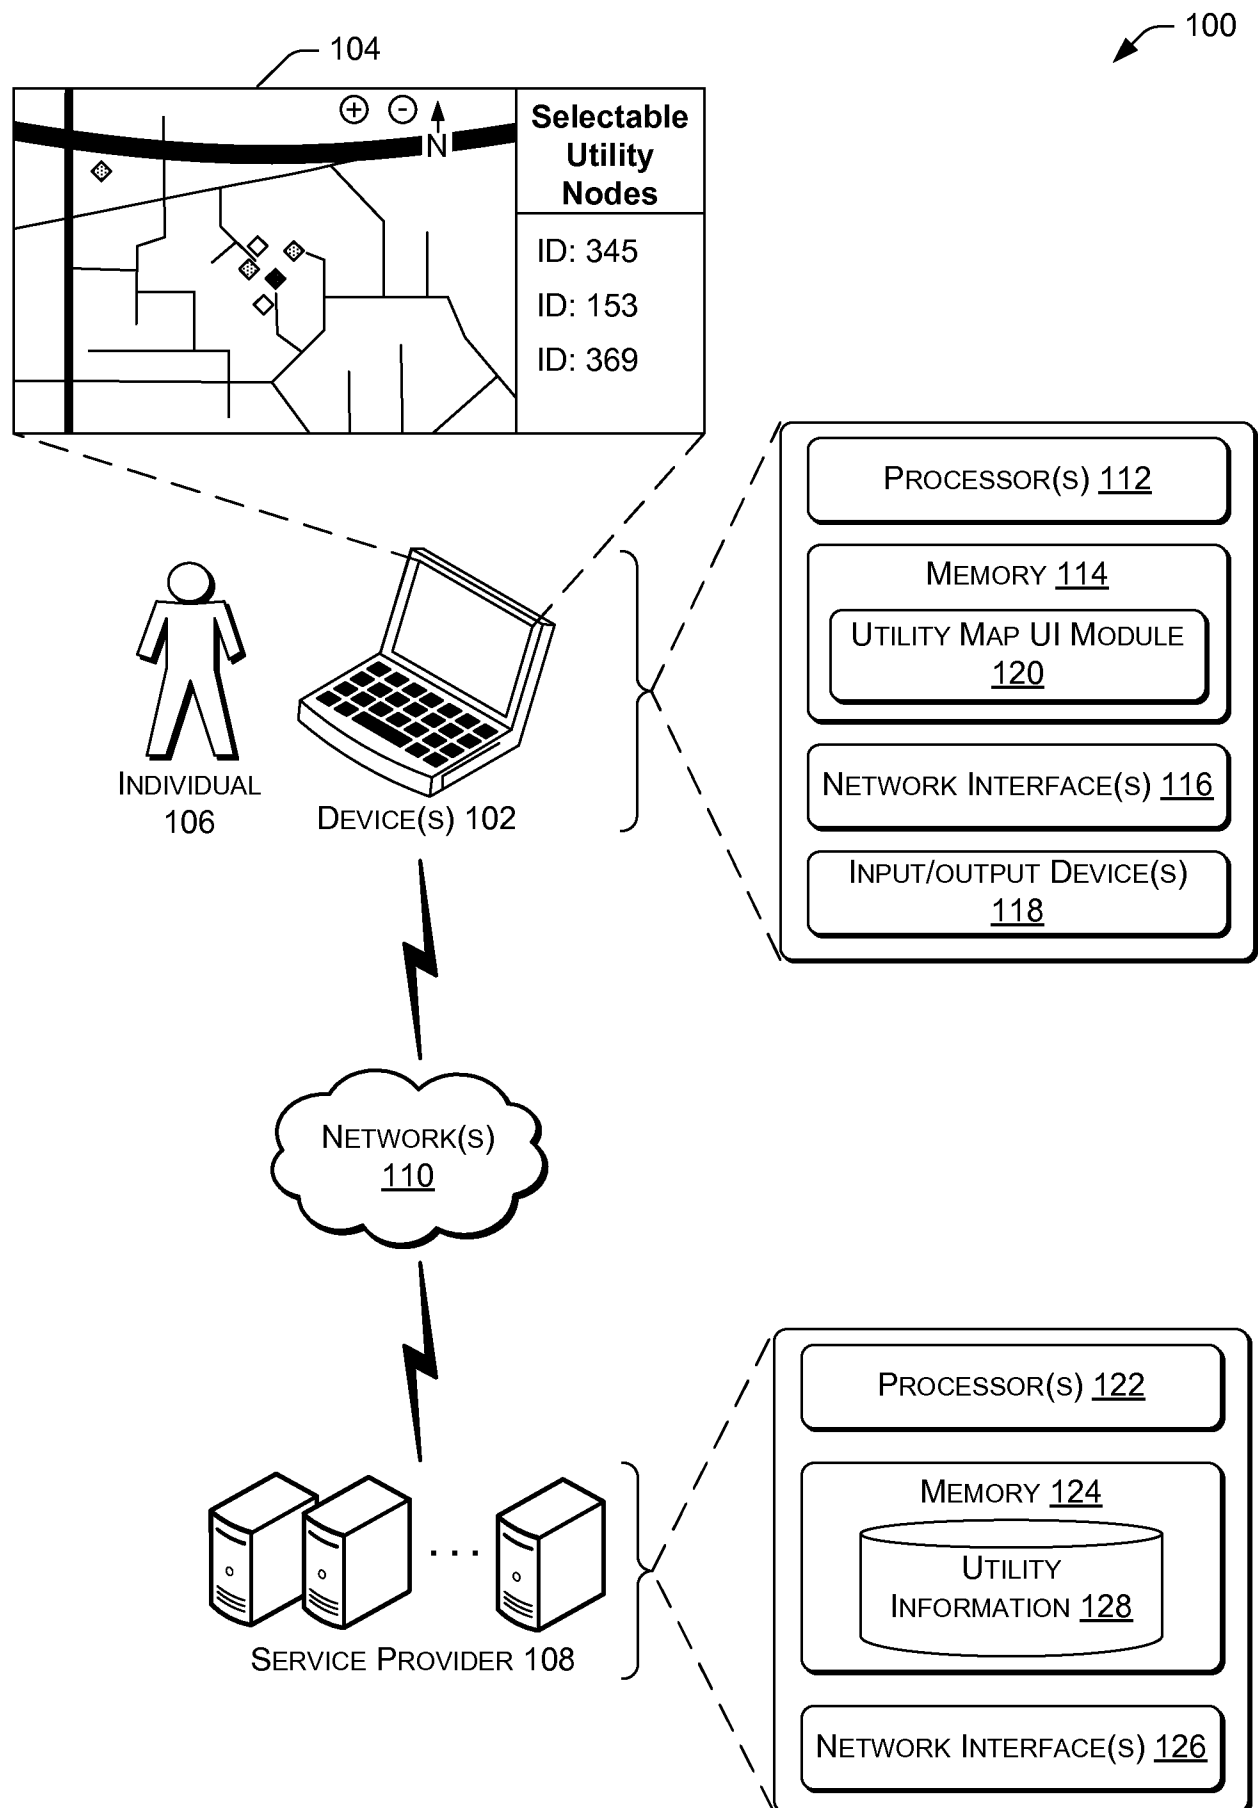 100
104
+
-
N
Selectable
Utility
Nodes
ID: 345
ID: 153
ID: 369
PROCESSOR(S) 112
MEMORY 114
UTILITY MAP UI MODULE
120
NETWORK INTERFACE(S) 116
INPUT/OUTPUT DEVICE(S)
118
INDIVIDUAL
106
DEVICE(S) 102
NETWORK(S)
110
PROCESSOR(S) 122
MEMORY 124
UTILITY
INFORMATION 128
NETWORK INTERFACE(S) 126
. . .
SERVICE PROVIDER 108